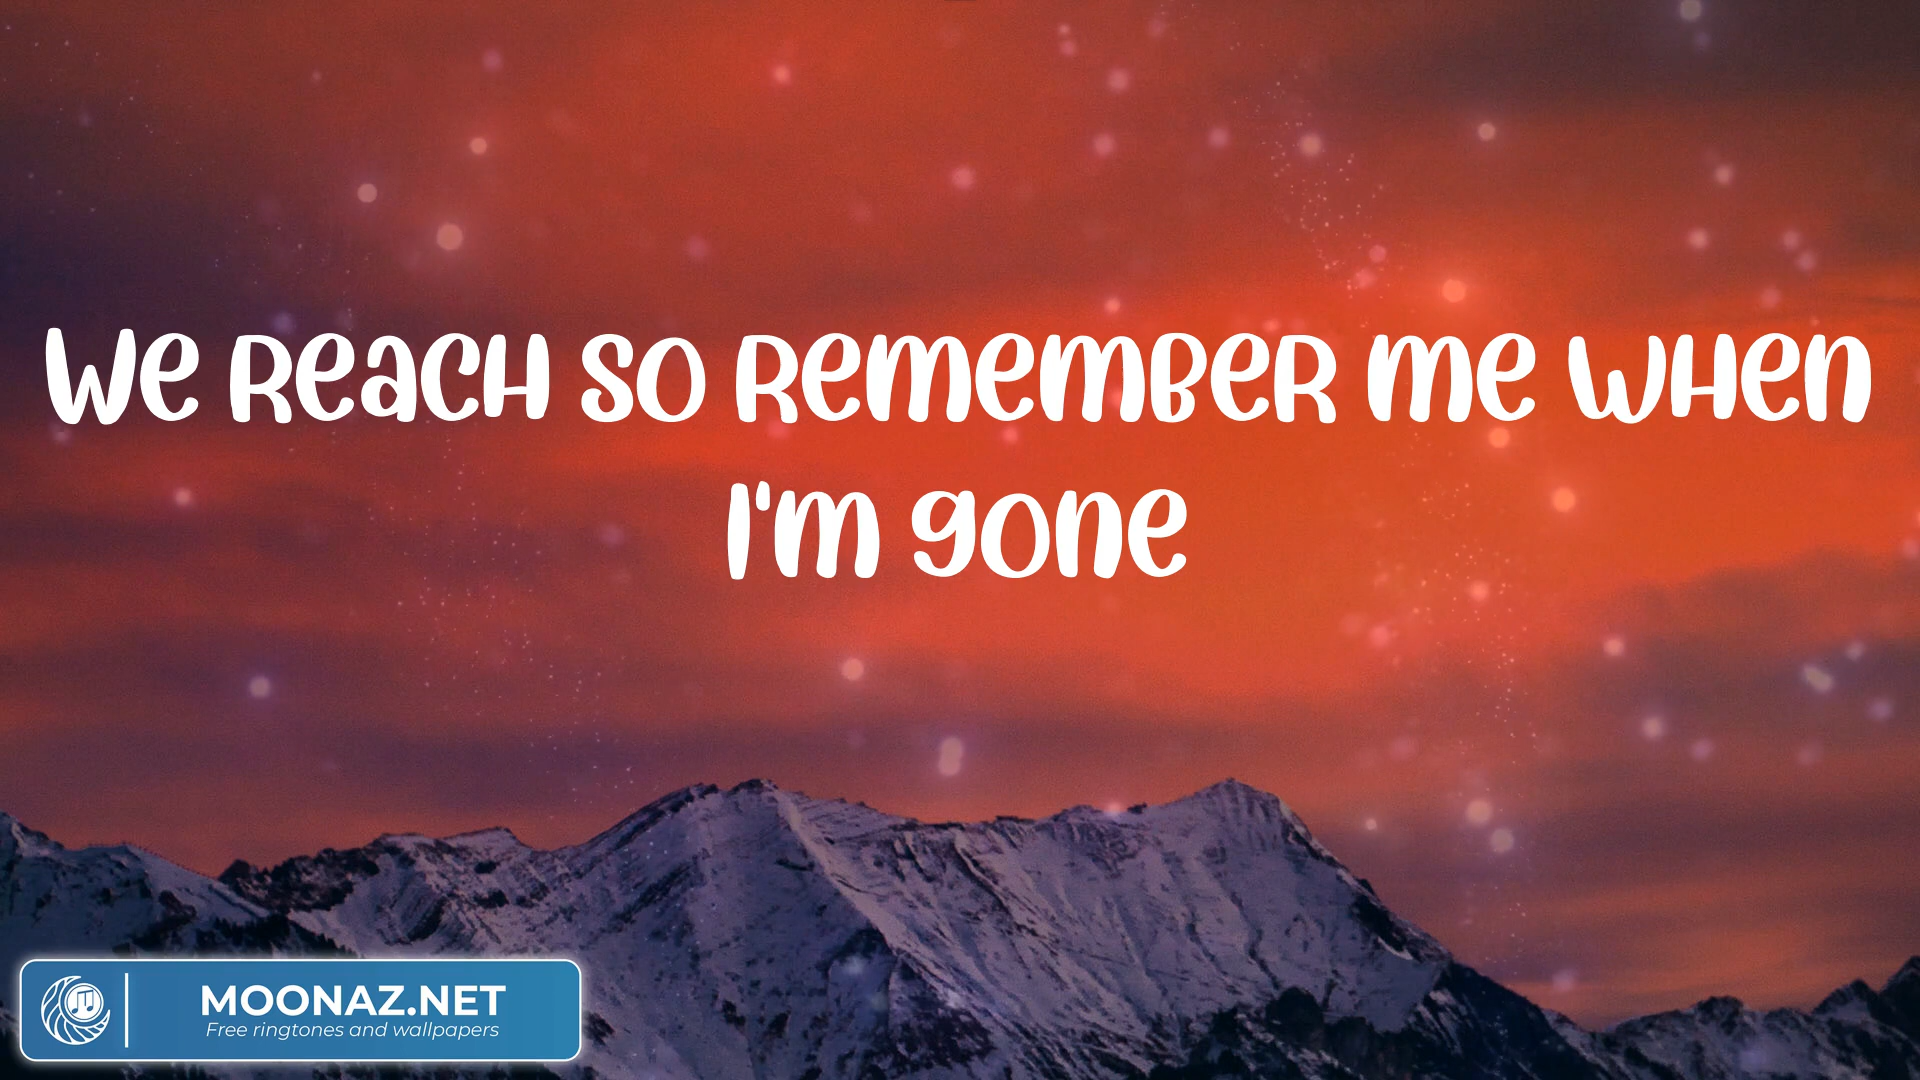 We reach so remember me when
I'm gone
MOONAZ.NET
Free ringtones and wallpapers